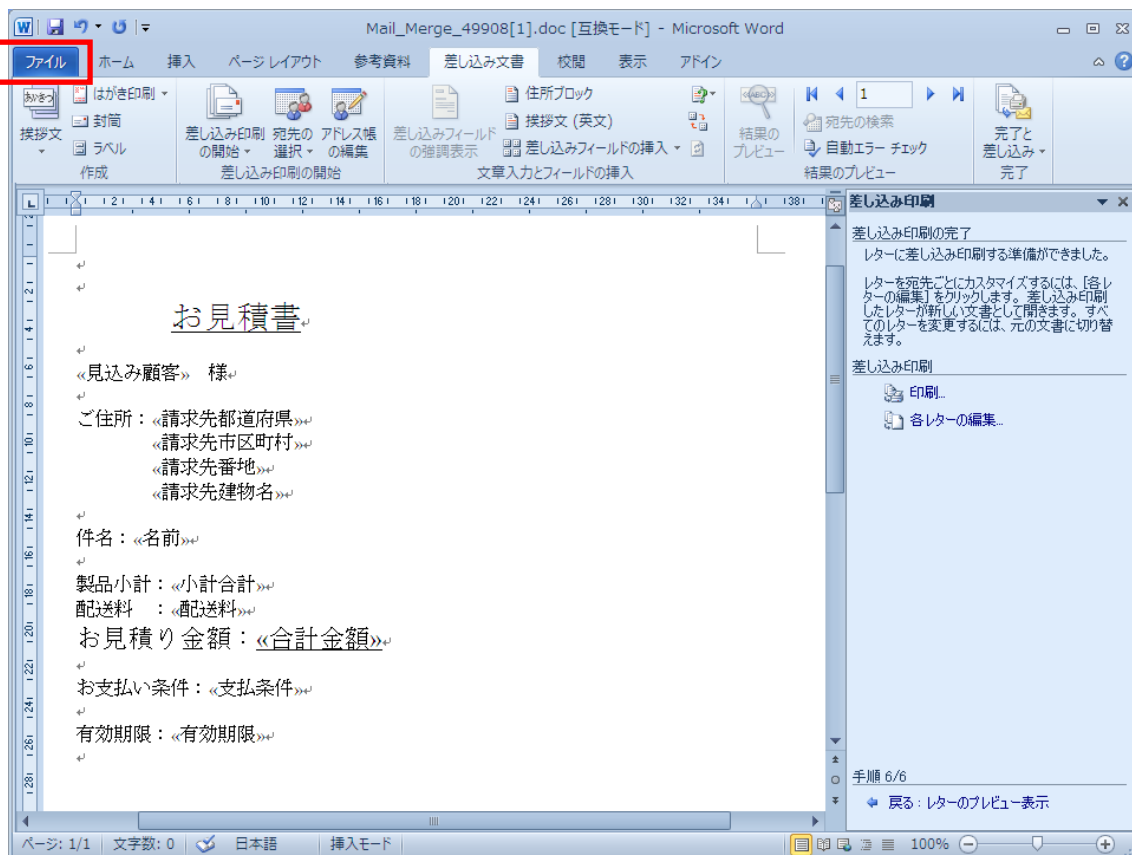 Mail_Merge_49908[1].doc [互換モード] - Microsoft Word
ファイル ホーム 挿入 ページ レイアウト 参考資料 差し込み文書 校閲 表示 アドイン
あいさつ
挨拶文
はがき印刷
封筒
ラベル
作成
差し込み印刷の開始
宛先の選択
アドレス帳の編集
差し込み印刷の開始
差し込みフィールドの強調表示
住所ブロック
挨拶文 (英文)
差し込みフィールドの挿入
文章入力とフィールドの挿入
«ABC»
結果のプレビュー
1
宛先の検索
自動エラー チェック
結果のプレビュー
完了と差し込み
完了
差し込み印刷
差し込み印刷の完了
レターに差し込み印刷する準備ができました。
レターを宛先ごとにカスタマイズするには、[各レ
ターの編集] をクリックします。差し込み印刷
したレターが新しい文書として開きます。すべ
てのレターを変更するには、元の文書に切り替
えます。
差し込み印刷
印刷...
各レターの編集...
手順 6/6
戻る : レターのプレビュー表示
お見積書
«見込み顧客» 様
ご住所：«請求先都道府県»
«請求先市区町村»
«請求先番地»
«請求先建物名»
件名：«名前»
製品小計：«小計合計»
配送料 ：«配送料»
お見積り金額：«合計金額»
お支払い条件：«支払条件»
有効期限：«有効期限»
ページ: 1/1 文字数: 0 日本語 挿入モード 100%